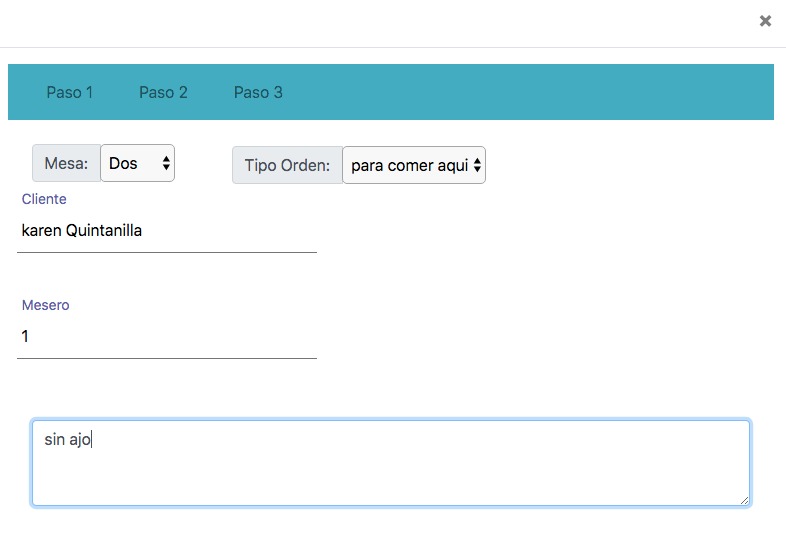 ×
Paso 1 Paso 2 Paso 3
Mesa: Dos Tipo Orden: para comer aqui
Cliente
karen Quintanilla
Mesero
1
sin ajo